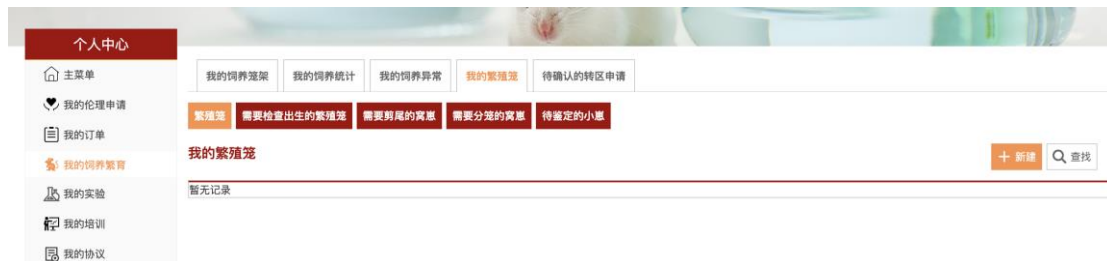 个人中心
主菜单
我的伦理申请
我的订单
我的饲养繁育
我的实验
我的培训
我的协议
我的饲养笼架 我的饲养统计 我的饲养异常 我的繁殖笼 待确认的转区申请
繁殖笼 需要检查出生的繁殖笼 需要剪尾的窝崽 需要分笼的窝崽 待鉴定的小崽
我的繁殖笼
新建 查找
暂无记录